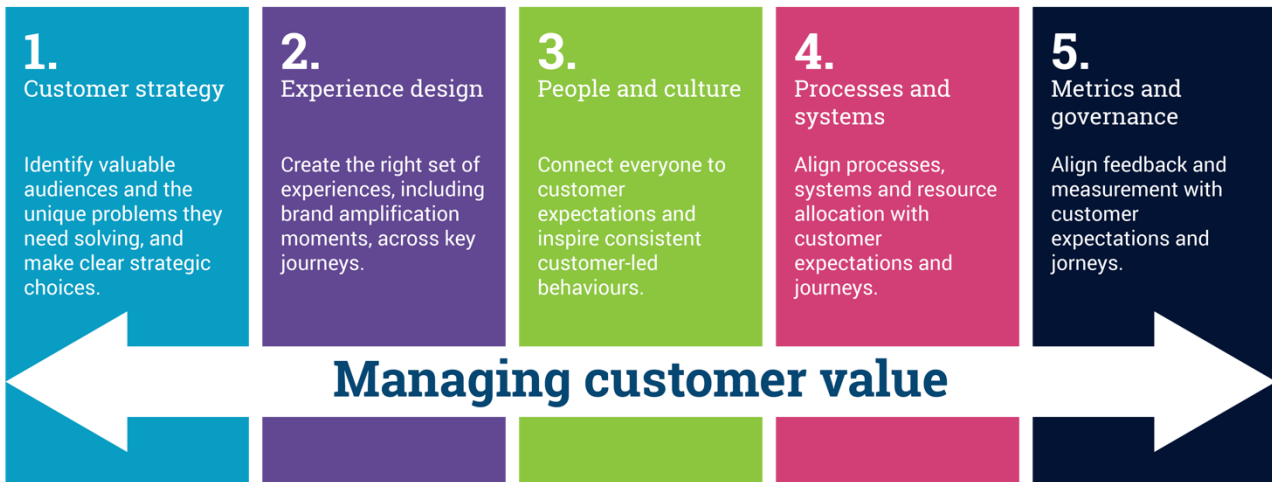 1.
Customer strategy
Identify valuable
audiences and the
unique problems they
need solving, and
make clear strategic
choices.
2.
Experience design
Create the right set of
experiences, including
brand amplification
moments, across key
journeys.
3.
People and culture
Connect everyone to
customer
expectations and
inspire consistent
customer-led
behaviours.
4.
Processes and
systems
Align processes,
systems and resource
allocation with
customer
expectations and
journeys.
5.
Metrics and
governance
Align feedback and
measurement with
customer
expectations and
jorneys.
Managing customer value